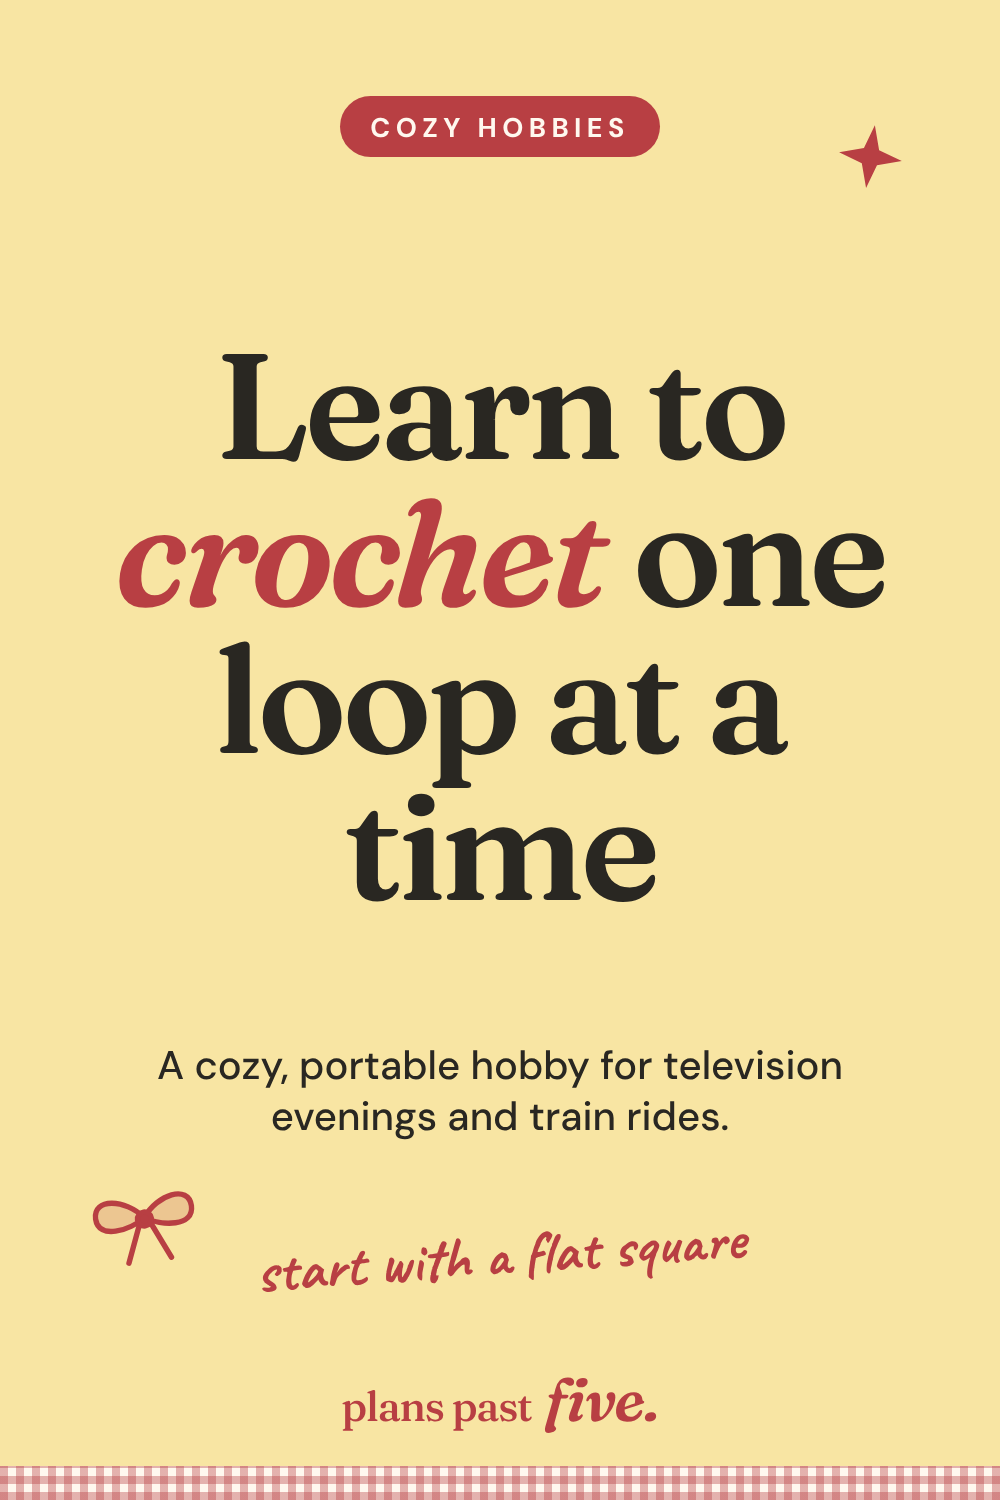 COZY HOBBIES
Learn to
crochet one
loop at a
time
A cozy, portable hobby for television
evenings and train rides.
start with a flat square
plans past five.